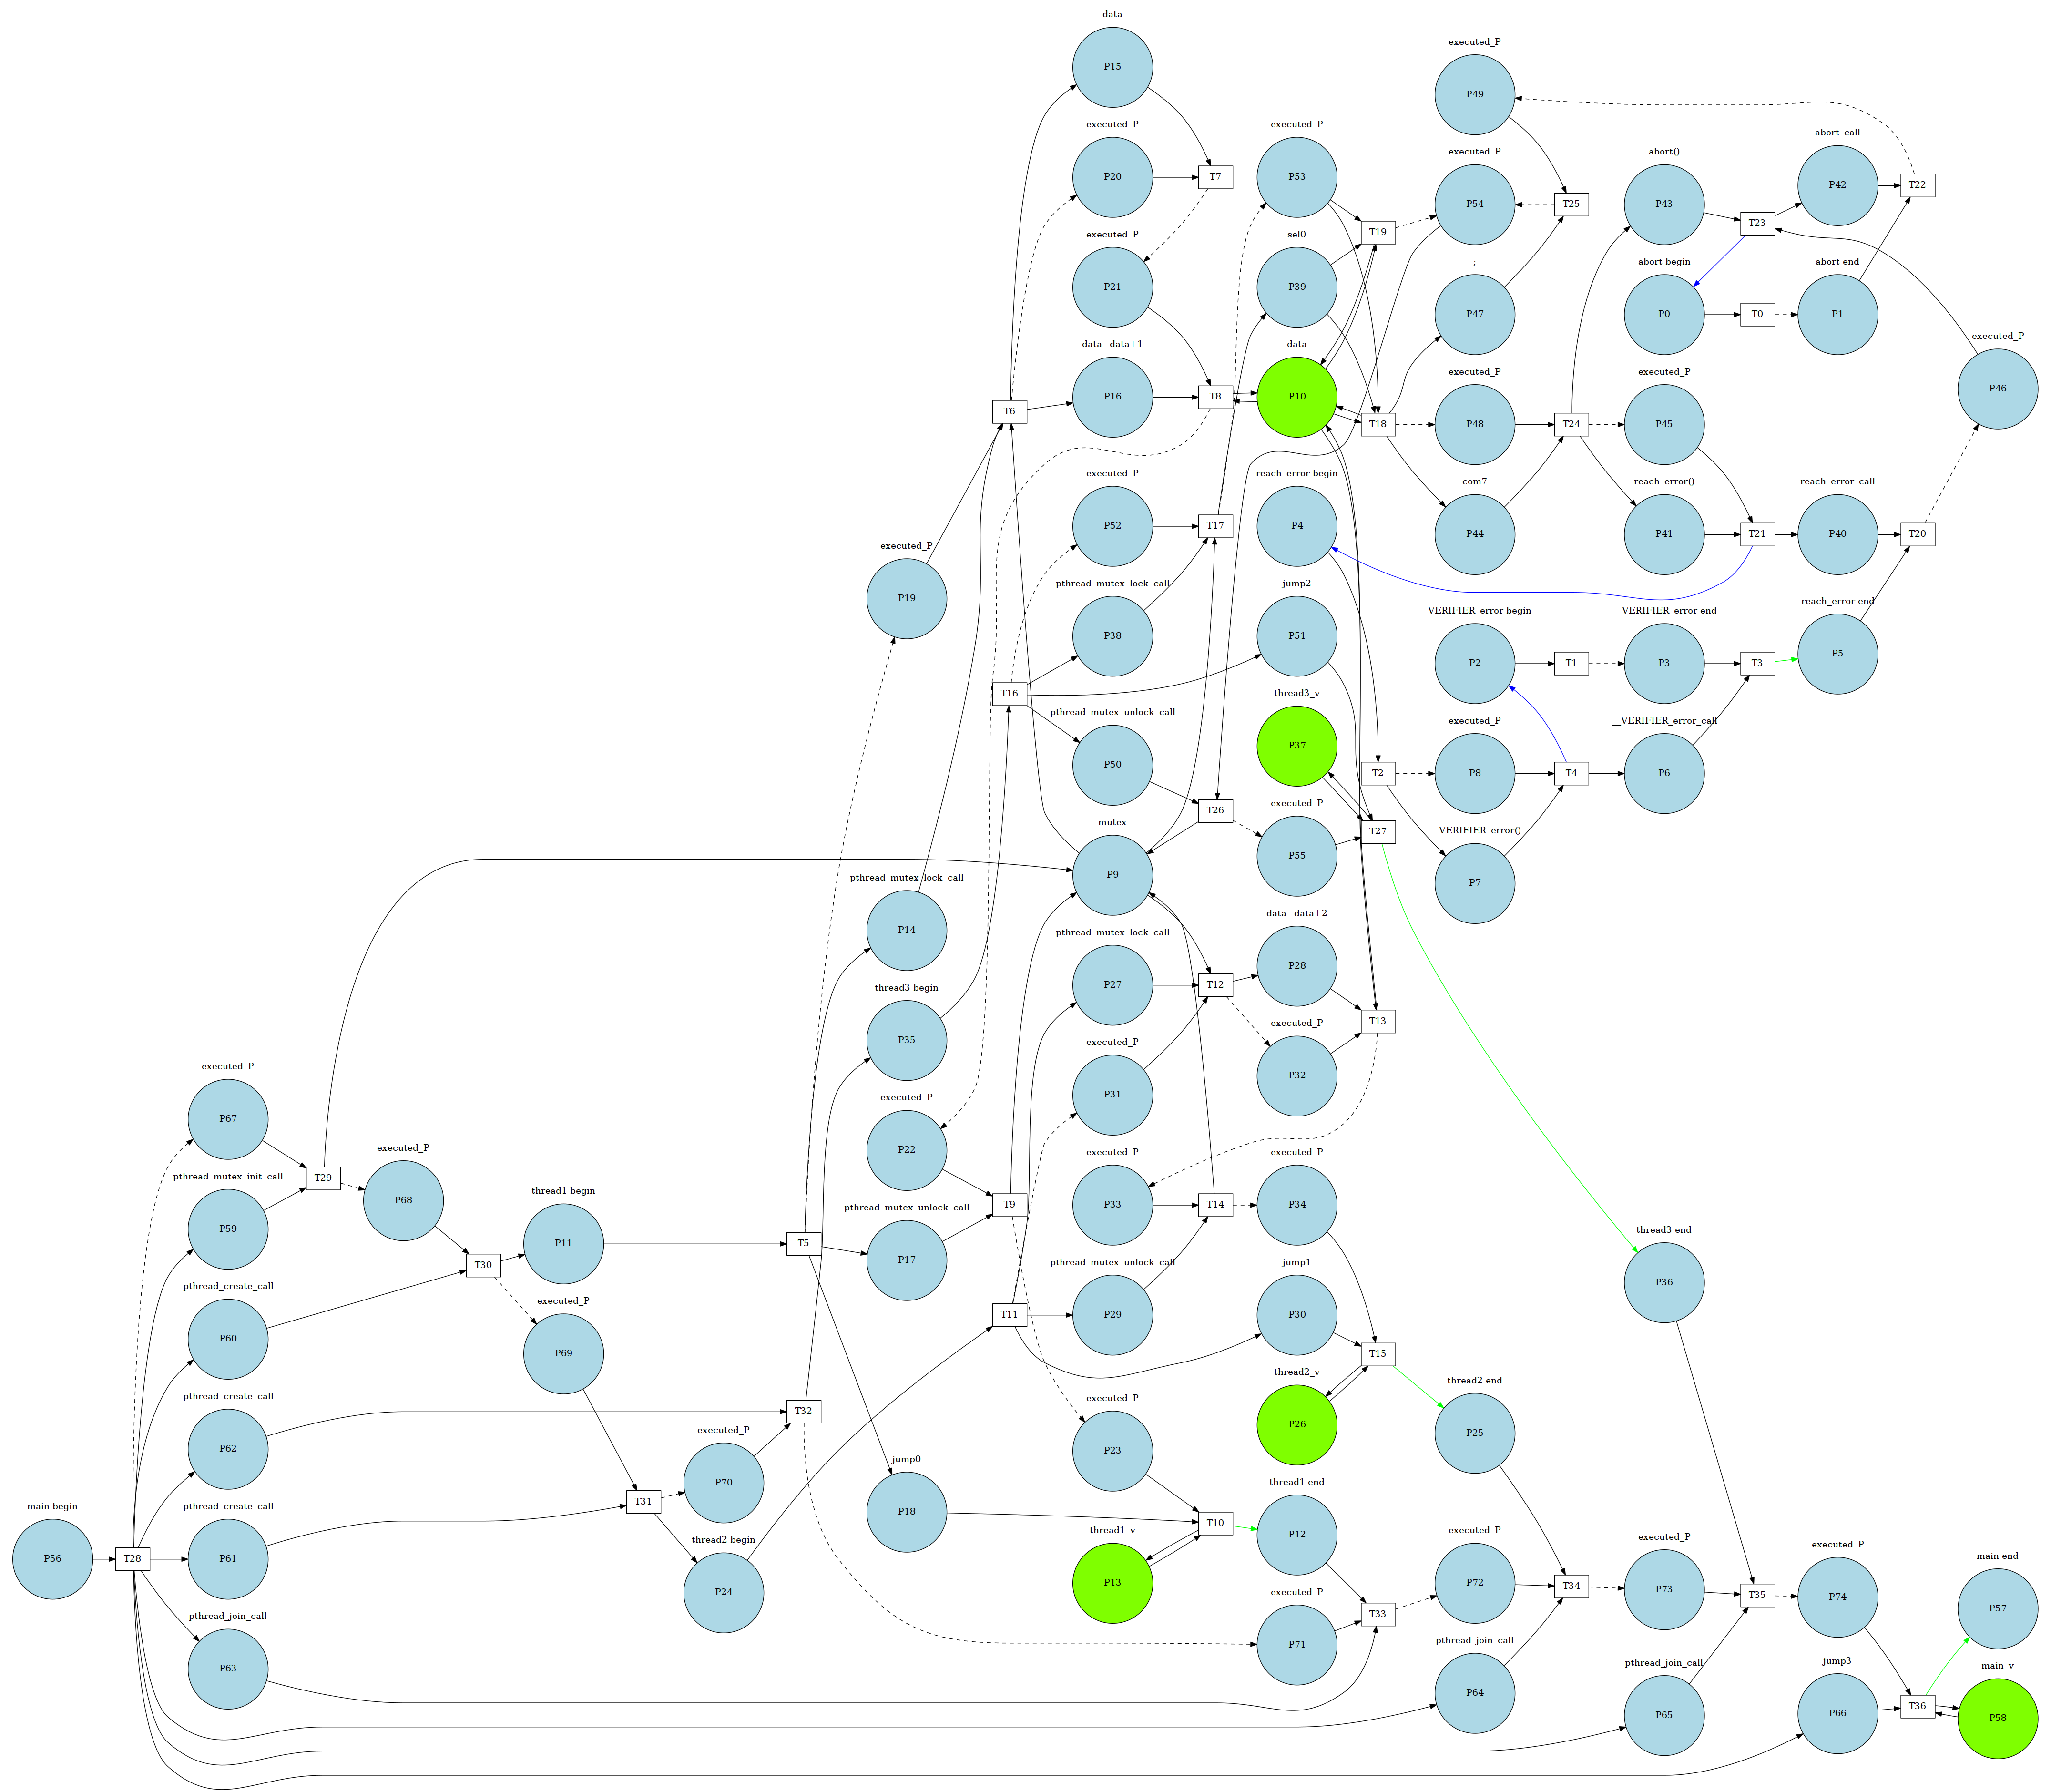 data
P15
executed_P
P49
executed_P
P20
T7
executed_P
P53
executed_P
P54
T25
abort()
P43
abort_call
P42
T22
T23
T19
executed_P
P21
sel0
P39
;
P47
abort begin
P0
T0
abort end
P1
executed_P
P46
data=data+1
P16
T6
T8
data
P10
T18
executed_P
P48
T24
executed_P
P45
executed_P
P52
T17
reach_error begin
P4
com7
P44
reach_error()
P41
T21
reach_error_call
P40
T20
executed_P
P19
pthread_mutex_lock_call
P38
jump2
P51
__VERIFIER_error begin
P2
T1
__VERIFIER_error end
P3
T3
reach_error end
P5
T16
pthread_mutex_unlock_call
P50
thread3_v
P37
T2
executed_P
P8
T4
__VERIFIER_error_call
P6
T26
executed_P
P55
T27
__VERIFIER_error()
P7
mutex
P9
pthread_mutex_lock_call
P14
pthread_mutex_lock_call
P27
T12
data=data+2
P28
T13
thread3 begin
P35
executed_P
P31
executed_P
P32
executed_P
P67
T29
executed_P
P22
executed_P
P33
T14
executed_P
P34
pthread_mutex_init_call
P59
executed_P
P68
T30
thread1 begin
P11
T5
pthread_mutex_unlock_call
P17
T9
thread3 end
P36
pthread_create_call
P60
executed_P
P69
T11
pthread_mutex_unlock_call
P29
jump1
P30
T15
pthread_create_call
P62
T32
thread2_v
P26
thread2 end
P25
executed_P
P70
T31
executed_P
P23
jump0
P18
T10
thread1 end
P12
main begin
P56
T28
pthread_create_call
P61
thread2 begin
P24
thread1_v
P13
executed_P
P72
T34
executed_P
P73
T35
executed_P
P74
main end
P57
pthread_join_call
P63
executed_P
P71
T33
pthread_join_call
P64
pthread_join_call
P65
jump3
P66
T36
main_v
P58